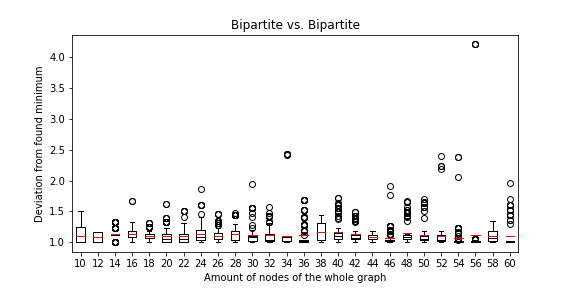 Bipartite vs. Bipartite
Deviation from found minimum
4.0
3.5
3.0
2.5
2.0
1.5
1.0
10 12 14 16 18 20 22 24 26 28 30 32 34 36 38 40 42 44 46 48 50 52 54 56 58 60
Amount of nodes of the whole graph